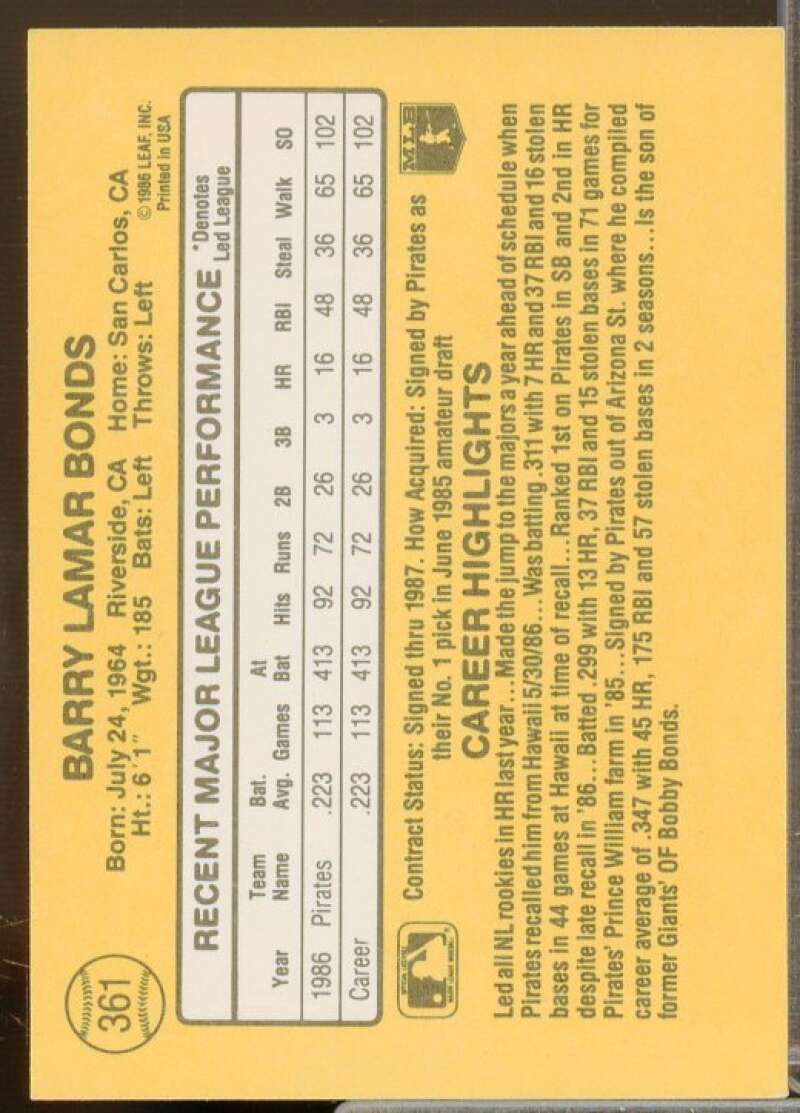 361
BARRY LAMAR BONDS
Born: July 24, 1964 Riverside, CA Home: San Carlos, CA
Ht.: 6'1" Wgt.: 185 Bats: Left Throws: Left
© 1986 LEAF, INC.
Printed in USA
RECENT MAJOR LEAGUE PERFORMANCE
*Denotes
Led League
Year Team Name Bat. Avg. Games At Bat Hits Runs 2B 3B HR RBI Steal Walk SO
1986 Pirates .223 113 413 92 72 26 3 16 48 36 65 102
Career .223 113 413 92 72 26 3 16 48 36 65 102
Contract Status: Signed thru 1987. How Acquired: Signed by Pirates as
their No. 1 pick in June 1985 amateur draft
MLB
CAREER HIGHLIGHTS
Led all NL rookies in HR last year...Made the jump to the majors a year ahead of schedule when
Pirates recalled him from Hawaii 5/30/86...Was batting .311 with 7 HR and 37 RBI and 16 stolen
bases in 44 games at Hawaii at time of recall...Ranked 1st on Pirates in SB and 2nd in HR
despite late recall in '86...Batted .299 with 13 HR, 37 RBI and 15 stolen bases in 71 games for
Pirates' Prince William farm in '85...Signed by Pirates out of Arizona St. where he compiled
career average of .347 with 45 HR, 175 RBI and 57 stolen bases in 2 seasons...Is the son of
former Giants' OF Bobby Bonds.